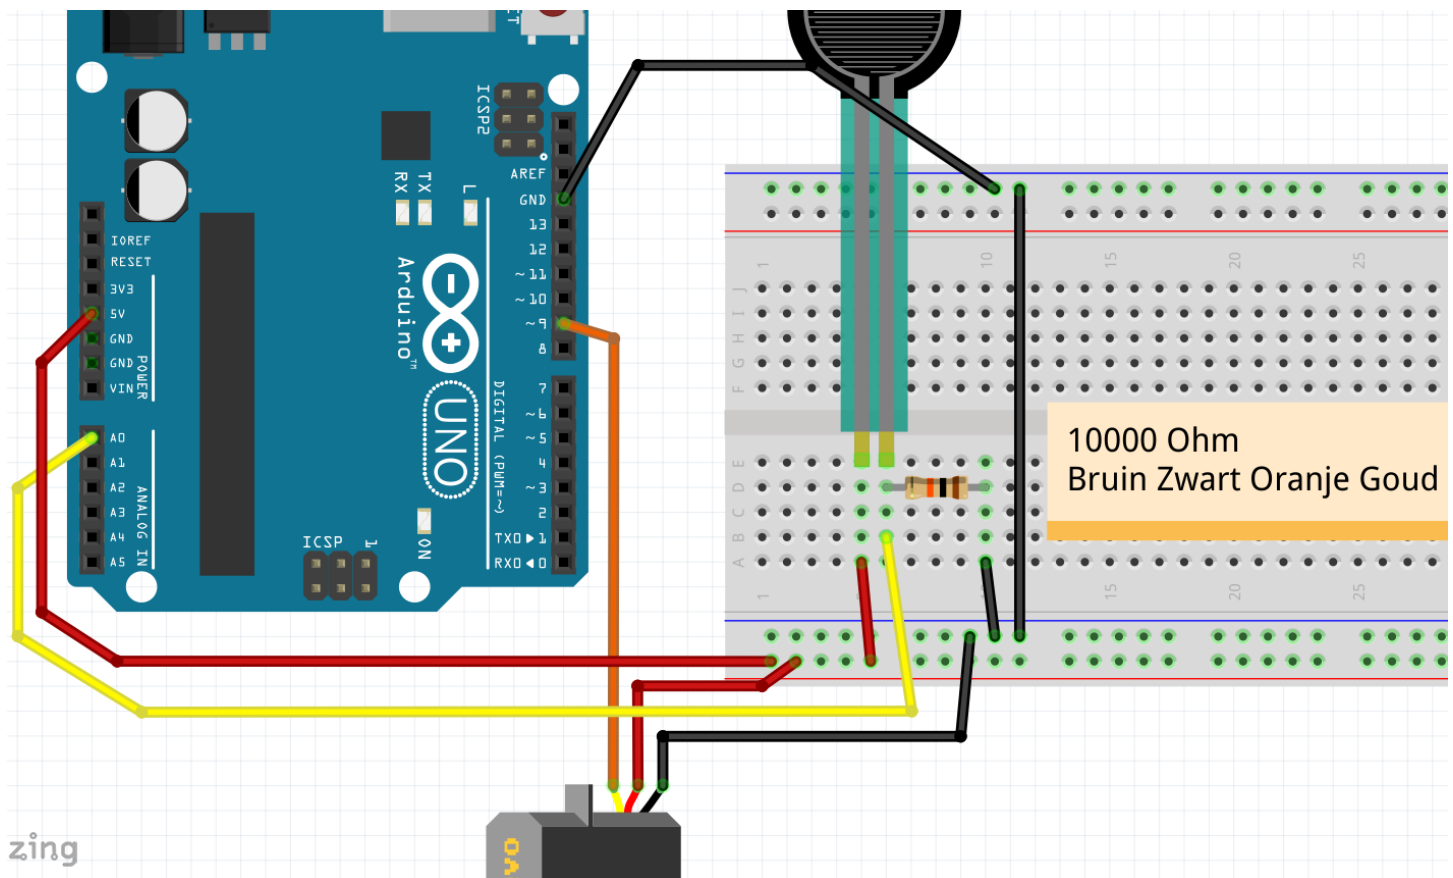 ICSP2
RX
TX
L
AREF
GND
13
12
~11
~10
~9
8
IOREF
RESET
3V3
5V
GND
GND
VIN
POWER
Arduino™
UNO
7
~6
~5
4
~3
2
TX0▶1
RX0◀0
DIGITAL (PWM=~)
A0
A1
A2
A3
A4
A5
ANALOG IN
ICSP
1
ON
1
10
15
20
25
J
I
H
G
F
E
D
C
B
A
1
15
20
25
10000 Ohm
Bruin Zwart Oranje Goud
zing